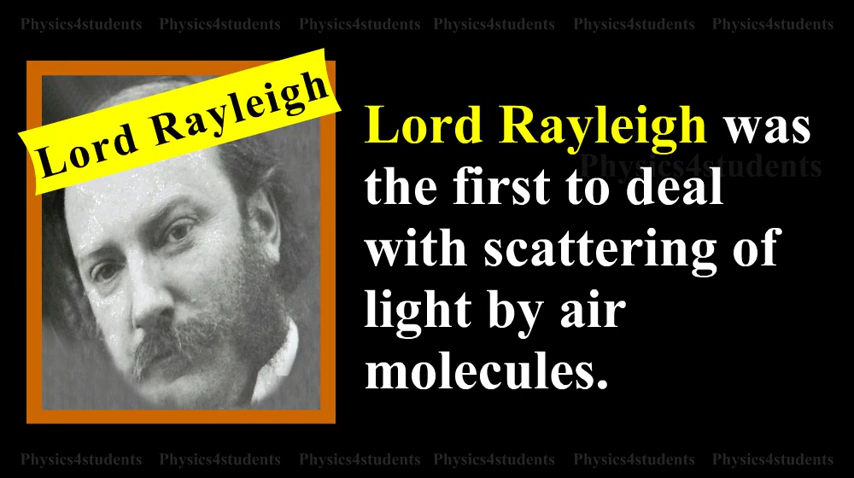 Physics4students Physics4students Physics4students Physics4students Physics4students Physics4students
Lord Rayleigh
Lord Rayleigh was
the first to deal
with scattering of
light by air
molecules.
Physics4students
Physics4students Physics4students Physics4students Physics4students Physics4students Physics4students